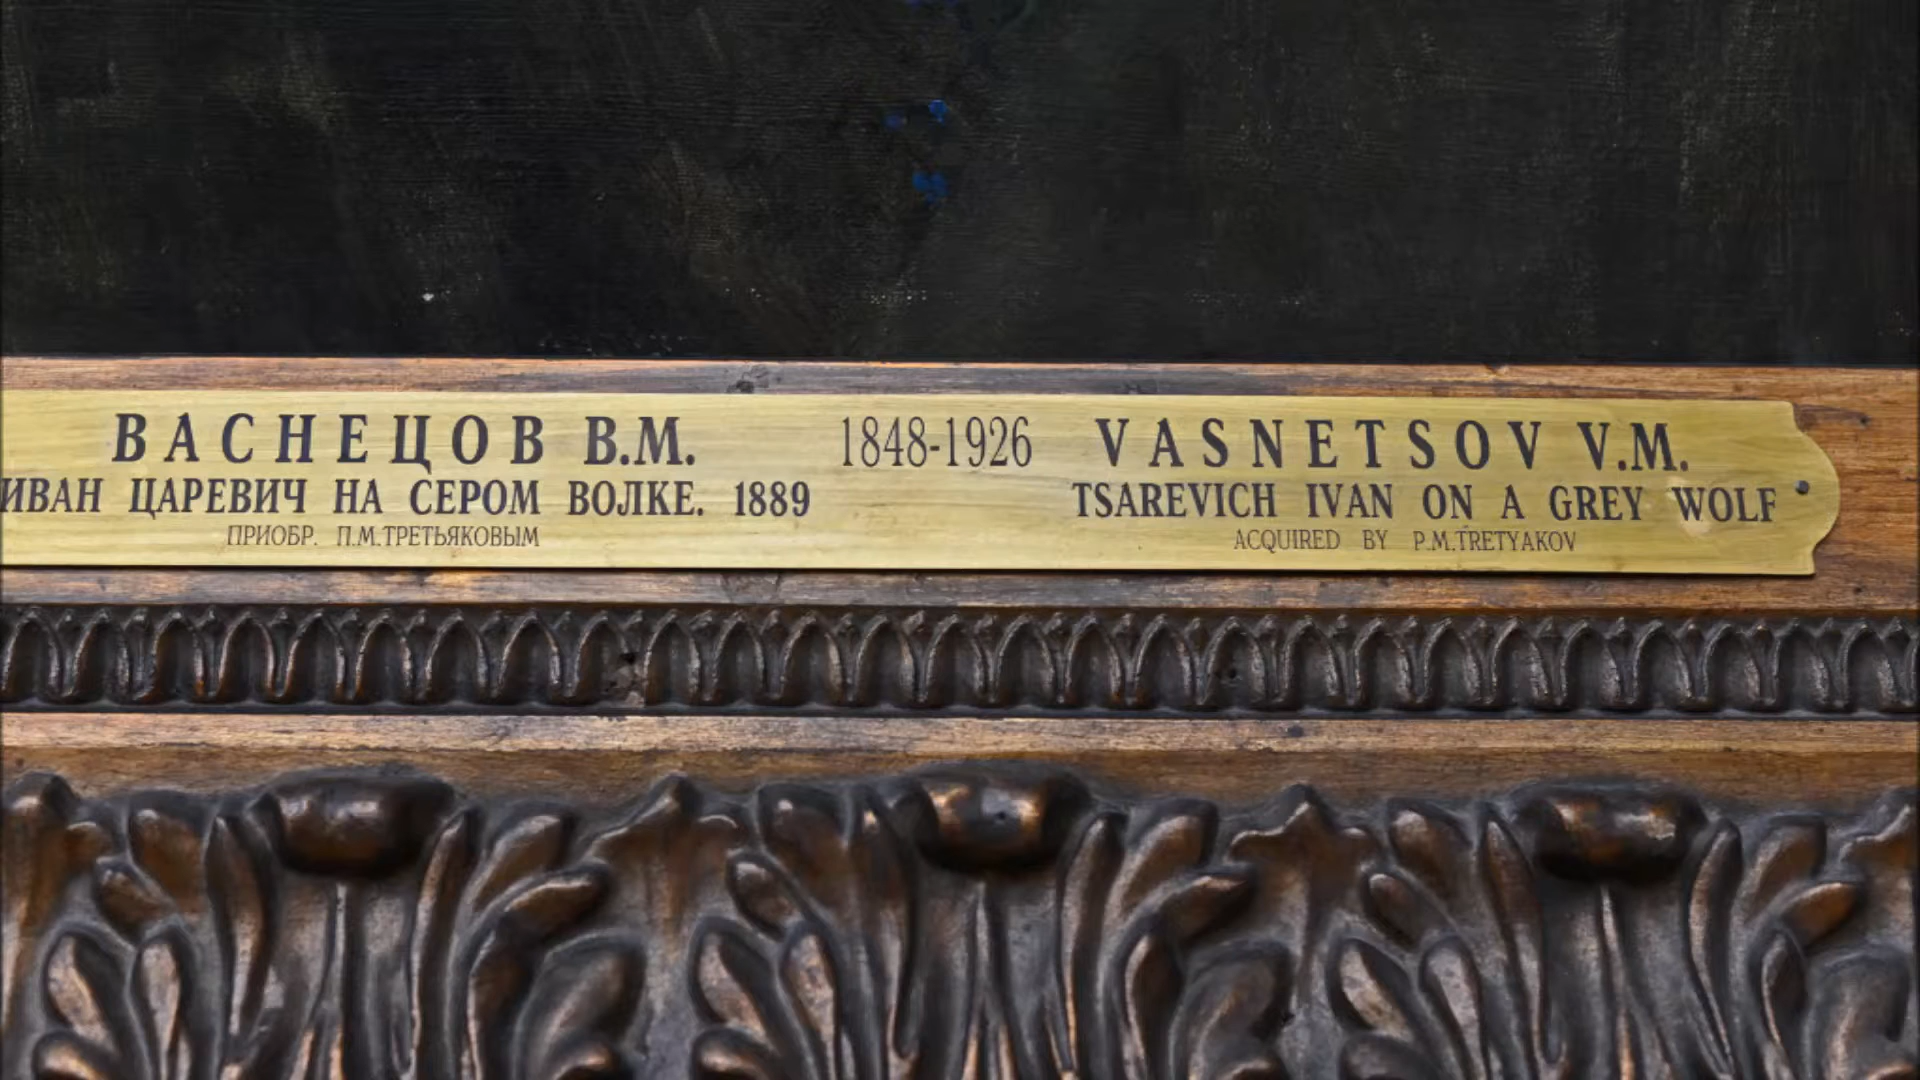 ВАСНЕЦОВ В.М. 1848-1926 VASNETSOV V.M.
ИВАН ЦАРЕВИЧ НА СЕРОМ ВОЛКЕ. 1889 TSAREVICH IVAN ON A GREY WOLF
ПРИОБР. П.М.ТРЕТЬЯКОВЫМ ACQUIRED BY P.M.TRETYAKOV